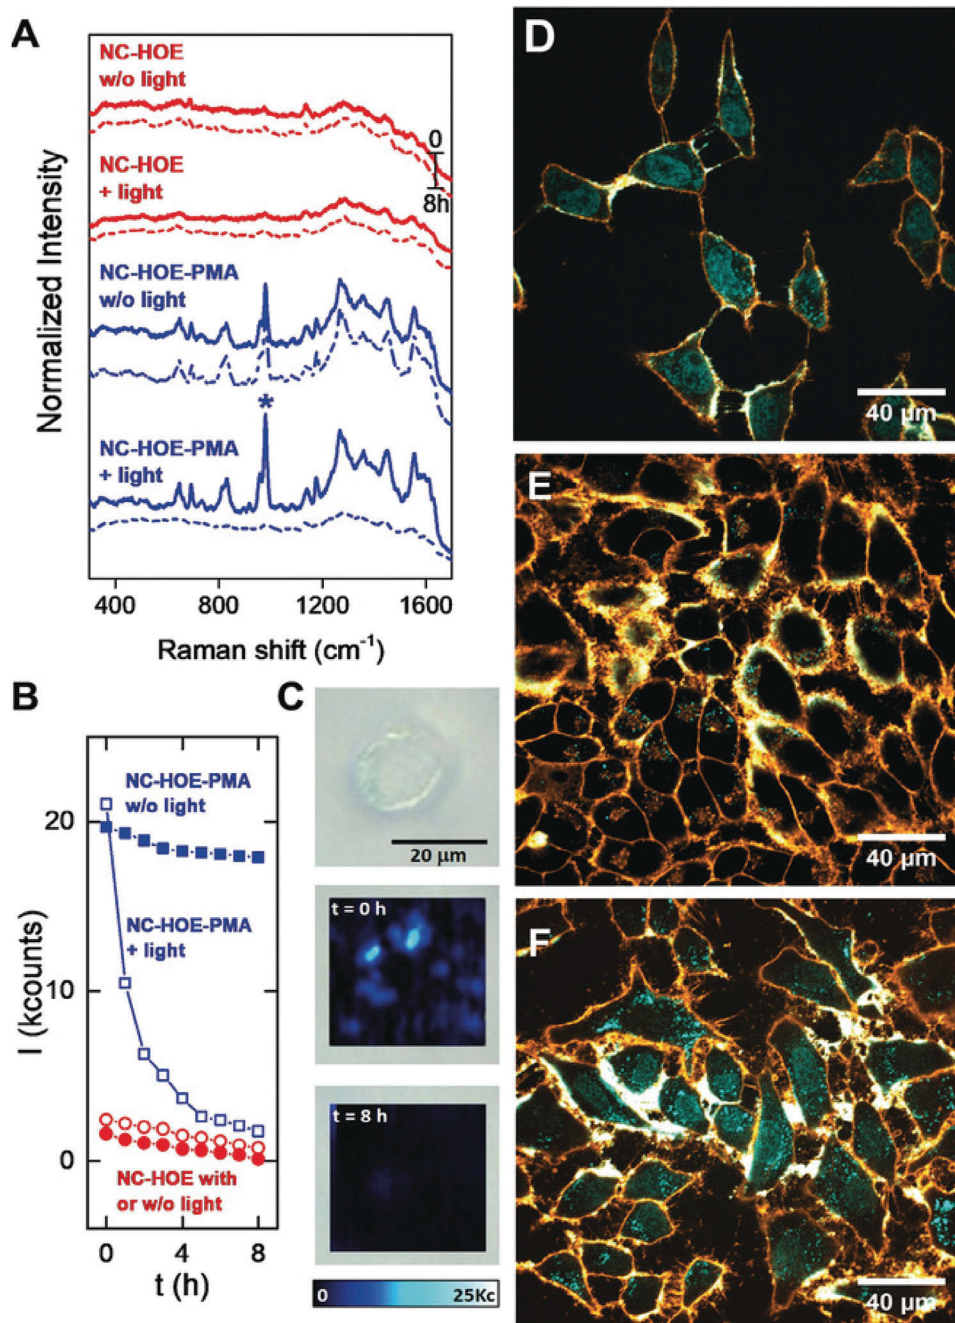 A
NC-HOE
w/o light
0
NC-HOE
+ light
8h
NC-HOE-PMA
w/o light
*
NC-HOE-PMA
+ light
Normalized Intensity
400 800 1200 1600
Raman shift (cm⁻¹)
B
NC-HOE-PMA
w/o light
20
NC-HOE-PMA
+ light
10
0
NC-HOE with
or w/o light
I (kcounts)
0 4 8
t (h)
C
20 µm
t = 0 h
t = 8 h
0 25Kc
D
40 µm
E
40 µm
F
40 µm